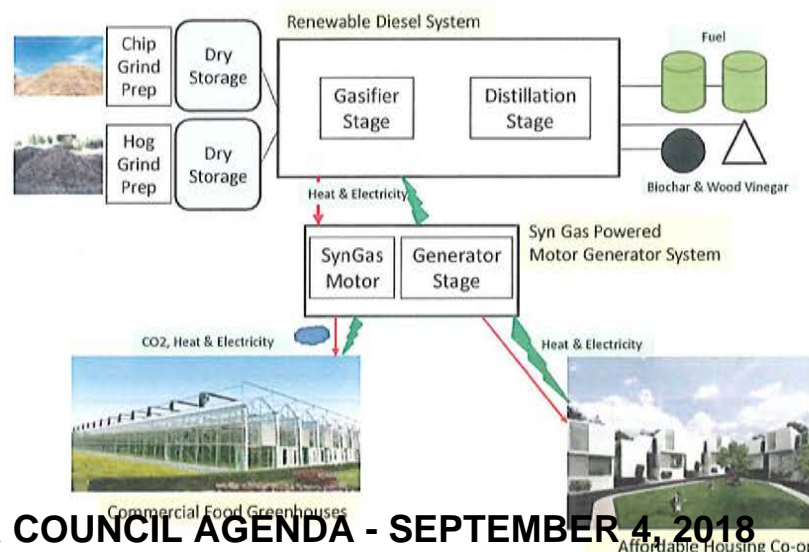 Renewable Diesel System
Chip
Grind
Prep
Dry
Storage
Hog
Grind
Prep
Dry
Storage
Gasifier
Stage
Distillation
Stage
Fuel
Biochar & Wood Vinegar
Heat & Electricity
SynGas
Motor
Generator
Stage
Syn Gas Powered
Motor Generator System
CO2, Heat & Electricity
Heat & Electricity
Commercial Food Greenhouses
COUNCIL AGENDA - SEPTEMBER 4, 2018
Affordable Housing Co-op